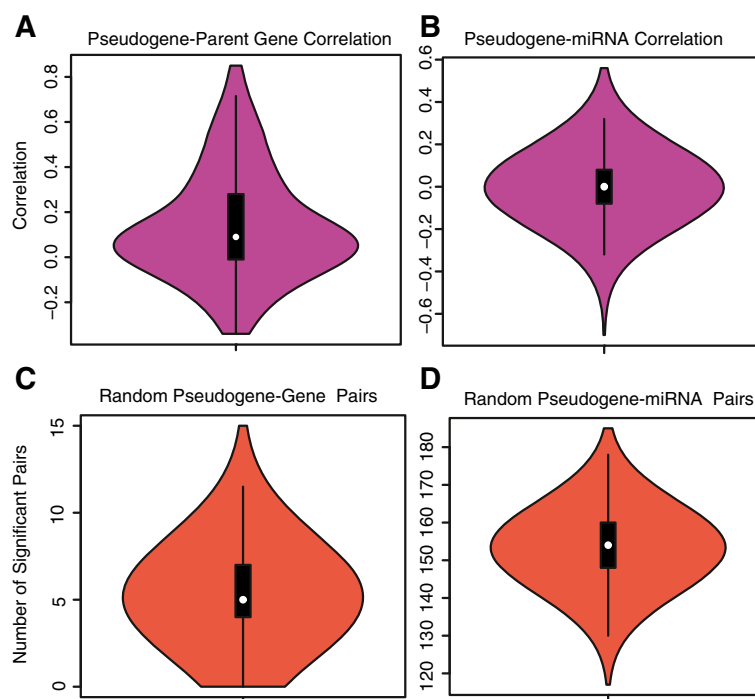 A
Pseudogene-Parent Gene Correlation
Correlation
0.8
0.6
0.4
0.2
0.0
−0.2
B
Pseudogene-miRNA Correlation
0.6
0.4
0.2
0.0
−0.2
−0.4
−0.6
C
Random Pseudogene-Gene Pairs
Number of Significant Pairs
15
10
5
0
D
Random Pseudogene-miRNA Pairs
180
170
160
150
140
130
120